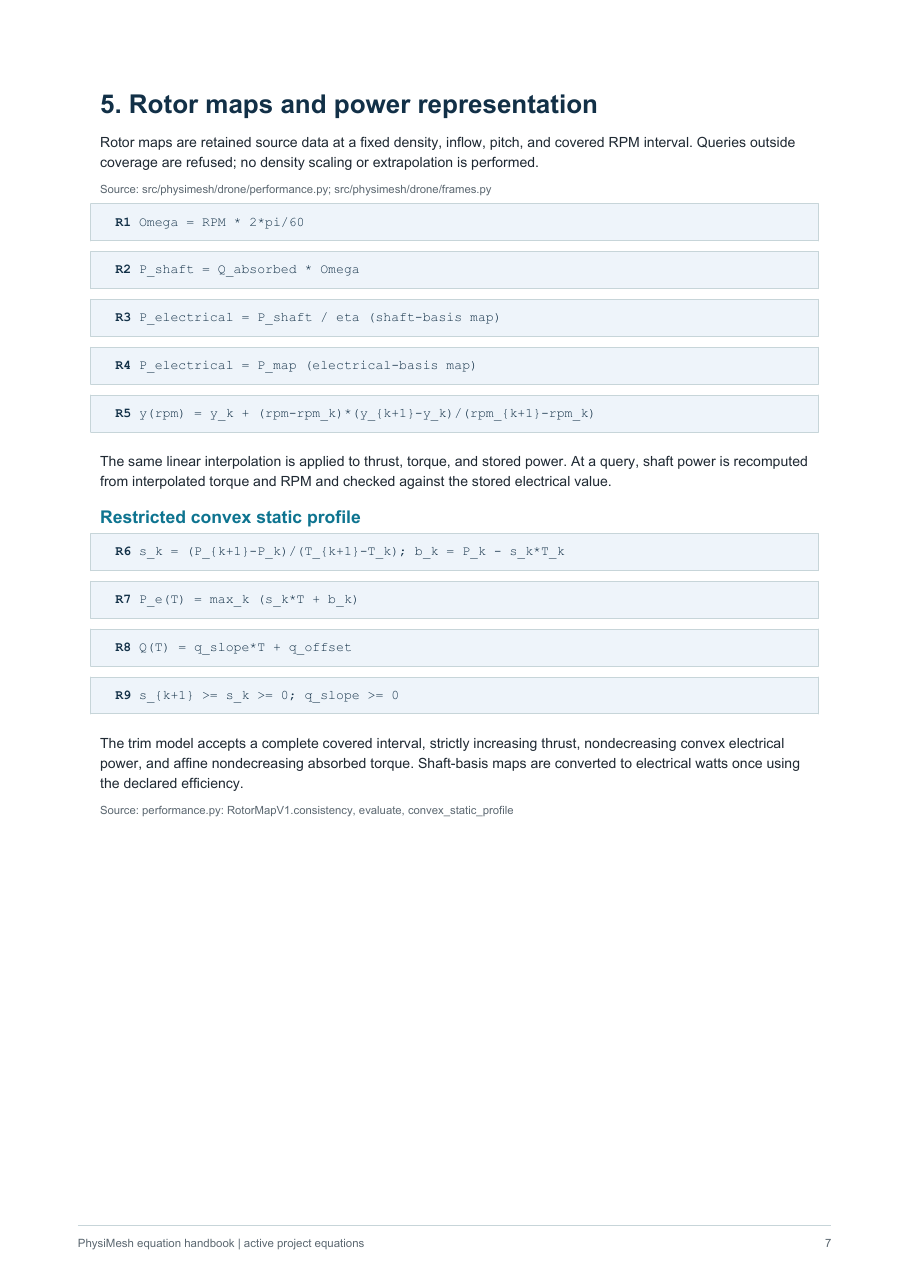 5. Rotor maps and power representation
Rotor maps are retained source data at a fixed density, inflow, pitch, and covered RPM interval. Queries outside
coverage are refused; no density scaling or extrapolation is performed.
Source: src/physimesh/drone/performance.py; src/physimesh/drone/frames.py
R1 Omega = RPM * 2*pi/60
R2 P_shaft = Q_absorbed * Omega
R3 P_electrical = P_shaft / eta (shaft-basis map)
R4 P_electrical = P_map (electrical-basis map)
R5 y(rpm) = y_k + (rpm-rpm_k)*(y_{k+1}-y_k)/(rpm_{k+1}-rpm_k)
The same linear interpolation is applied to thrust, torque, and stored power. At a query, shaft power is recomputed
from interpolated torque and RPM and checked against the stored electrical value.
Restricted convex static profile
R6 s_k = (P_{k+1}-P_k)/(T_{k+1}-T_k); b_k = P_k - s_k*T_k
R7 P_e(T) = max_k (s_k*T + b_k)
R8 Q(T) = q_slope*T + q_offset
R9 s_{k+1} >= s_k >= 0; q_slope >= 0
The trim model accepts a complete covered interval, strictly increasing thrust, nondecreasing convex electrical
power, and affine nondecreasing absorbed torque. Shaft-basis maps are converted to electrical watts once using
the declared efficiency.
Source: performance.py: RotorMapV1.consistency, evaluate, convex_static_profile
PhysiMesh equation handbook | active project equations
7